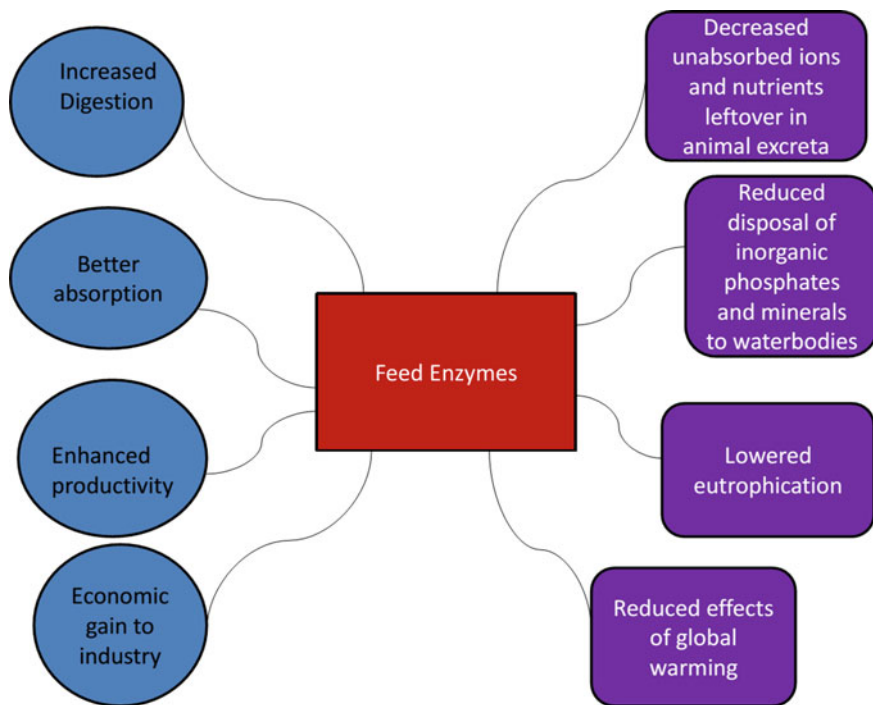 Increased
Digestion
Better
absorption
Enhanced
productivity
Economic
gain to
industry
Feed Enzymes
Decreased
unabsorbed ions
and nutrients
leftover in
animal excreta
Reduced
disposal of
inorganic
phosphates
and minerals
to waterbodies
Lowered
eutrophication
Reduced effects
of global
warming